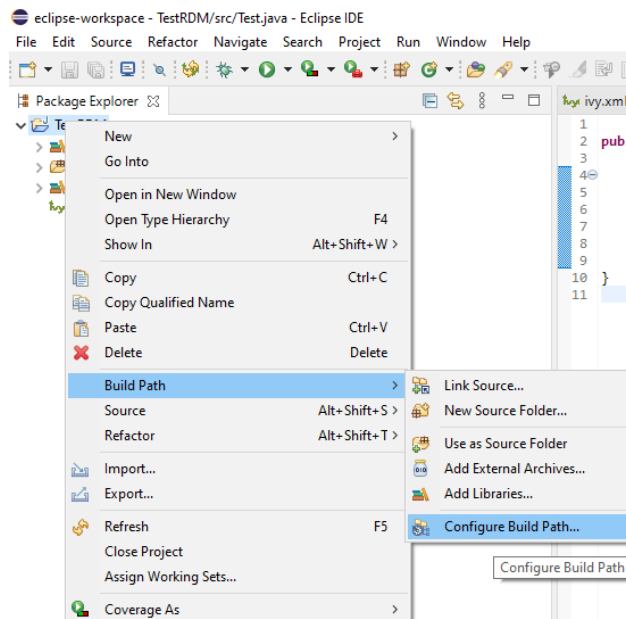 eclipse-workspace - TestRDM/src/Test.java - Eclipse IDE
File Edit Source Refactor Navigate Search Project Run Window Help
Package Explorer
ivy.xml
1
2 pub
3
4
5
6
7
8
9
10 }
11
New
Go Into
Open in New Window
Open Type Hierarchy F4
Show In Alt+Shift+W
Copy Ctrl+C
Copy Qualified Name
Paste Ctrl+V
Delete Delete
Build Path
Source Alt+Shift+S
Refactor Alt+Shift+T
Import...
Export...
Refresh F5
Close Project
Assign Working Sets...
Coverage As
Link Source...
New Source Folder...
Use as Source Folder
Add External Archives...
Add Libraries...
Configure Build Path...
Configure Build Path